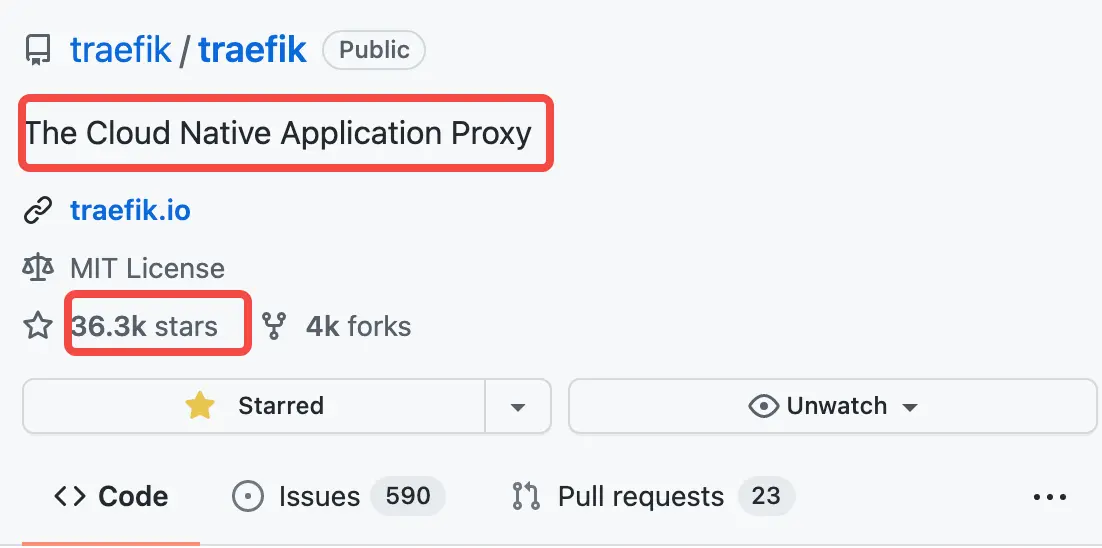 traefik / traefik Public
The Cloud Native Application Proxy
traefik.io
MIT License
36.3k stars 4k forks
Starred Unwatch
Code Issues 590 Pull requests 23